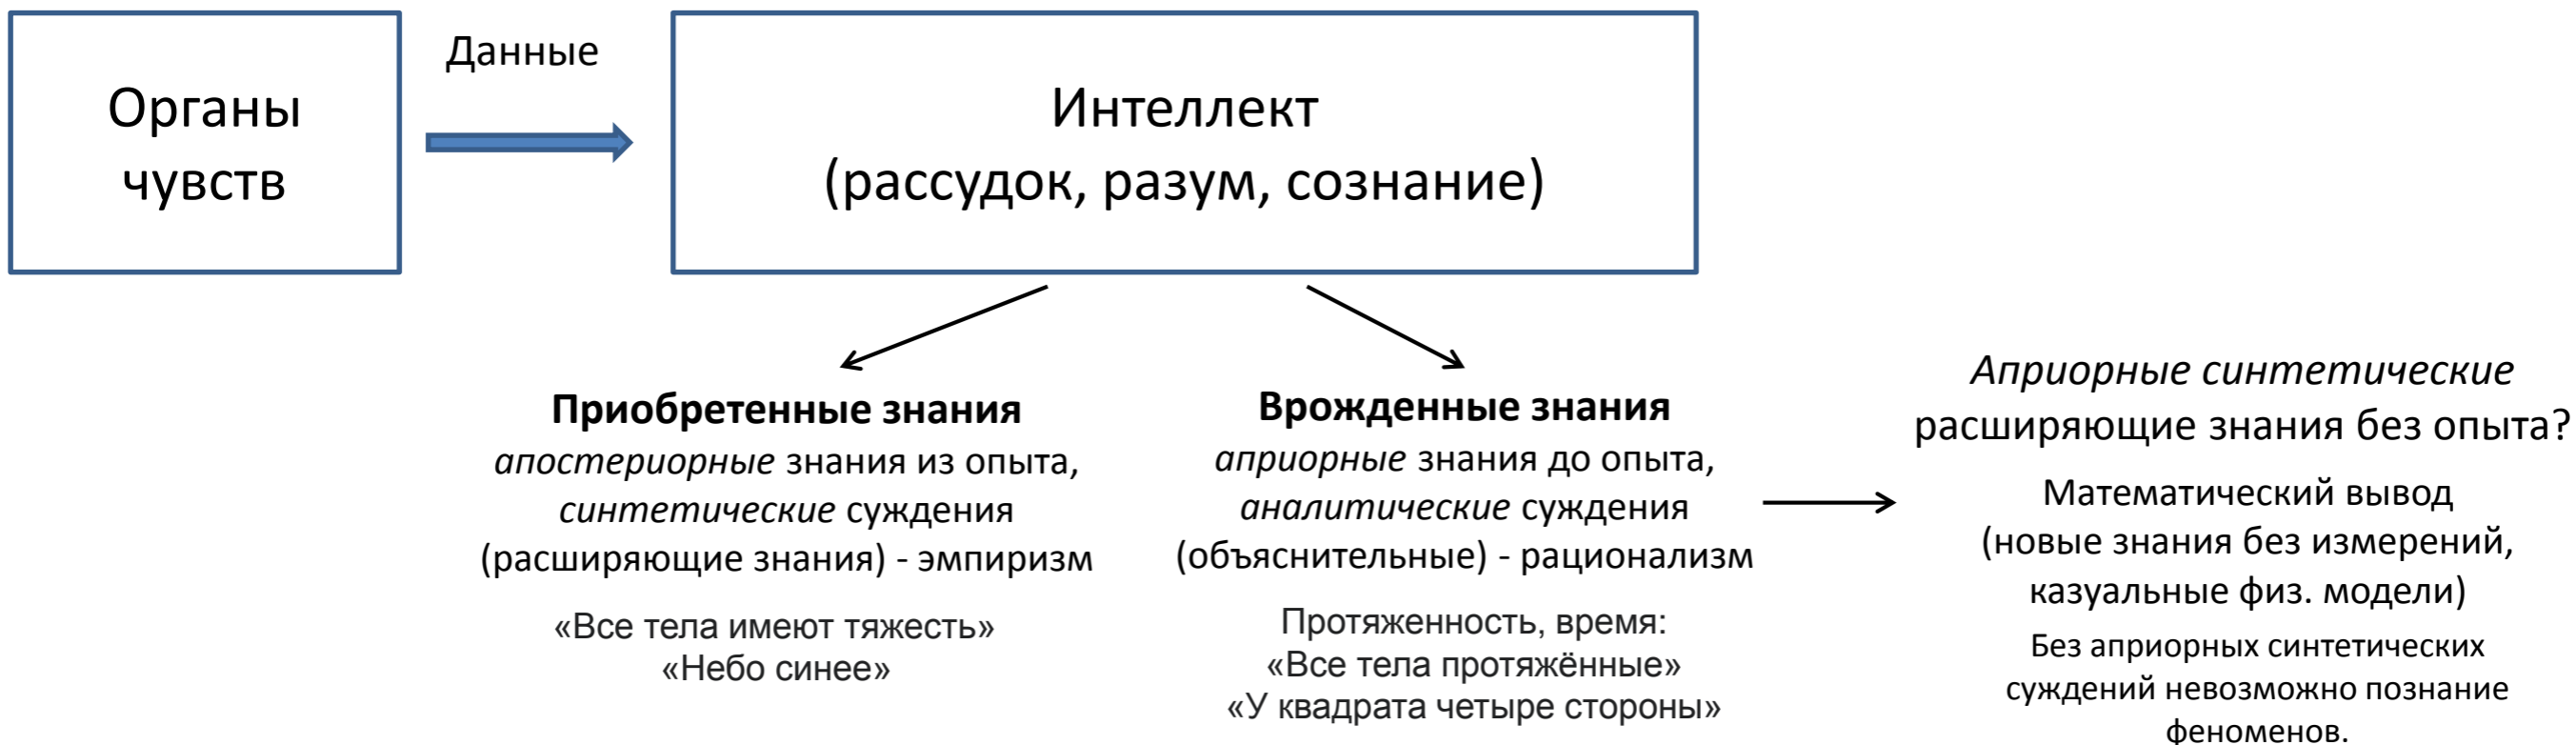 Органы
чувств
Данные
Интеллект
(рассудок, разум, сознание)
Приобретенные знания
апостериорные знания из опыта,
синтетические суждения
(расширяющие знания) - эмпиризм
«Все тела имеют тяжесть»
«Небо синее»
Врожденные знания
априорные знания до опыта,
аналитические суждения
(объяснительные) - рационализм
Протяженность, время:
«Все тела протяжённые»
«У квадрата четыре стороны»
Априорные синтетические
расширяющие знания без опыта?
Математический вывод
(новые знания без измерений,
казуальные физ. модели)
Без априорных синтетических
суждений невозможно познание
феноменов.